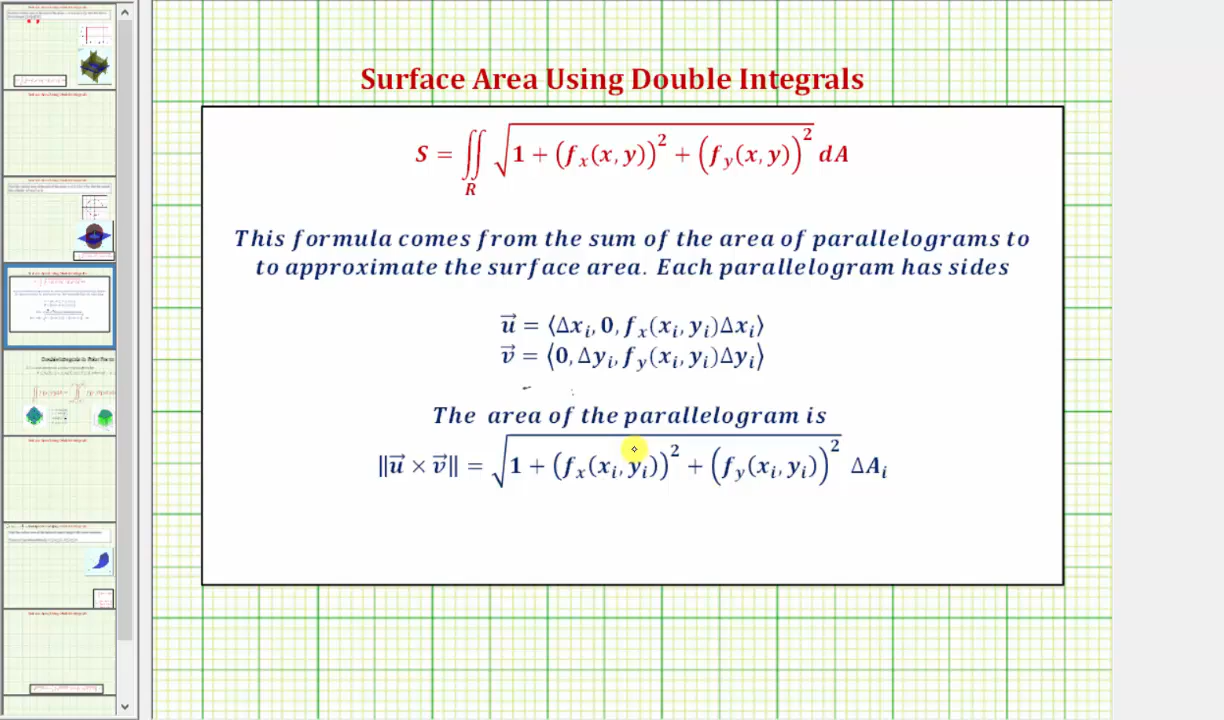 Surface Area Using Double Integrals
S = ∬_R √(1 + (f_x(x, y))² + (f_y(x, y))²) dA
This formula comes from the sum of the area of parallelograms to
to approximate the surface area. Each parallelogram has sides
u⃗ = ⟨Δx_i, 0, f_x(x_i, y_i)Δx_i⟩
v⃗ = ⟨0, Δy_i, f_y(x_i, y_i)Δy_i⟩
The area of the parallelogram is
‖u⃗ × v⃗‖ = √(1 + (f_x(x_i, y_i))² + (f_y(x_i, y_i))²) ΔA_i